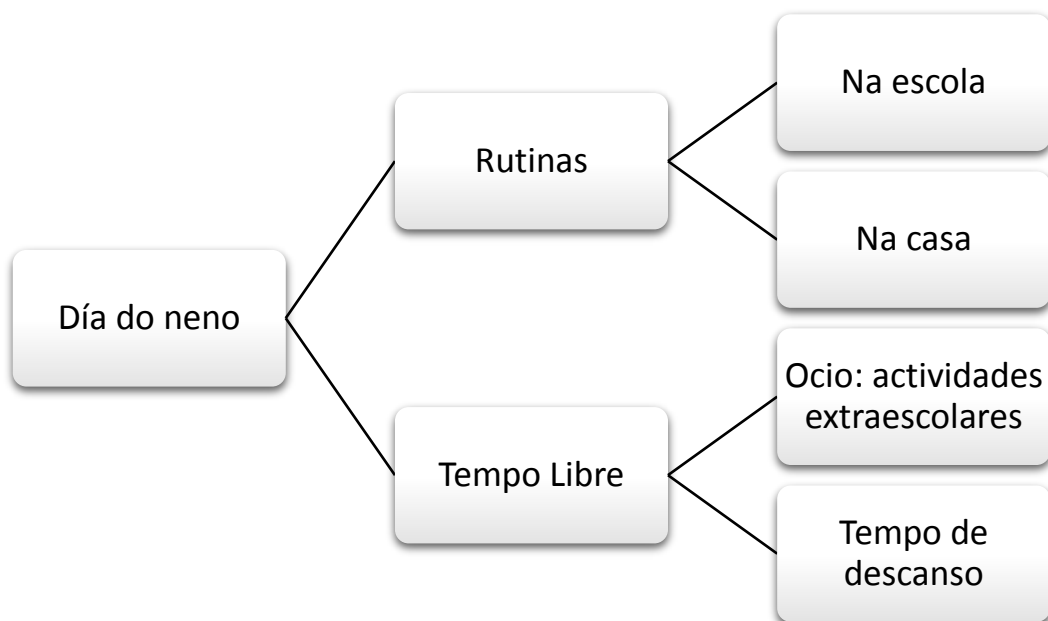 Día do neno
Rutinas
Na escola
Na casa
Tempo Libre
Ocio: actividades
extraescolares
Tempo de
descanso